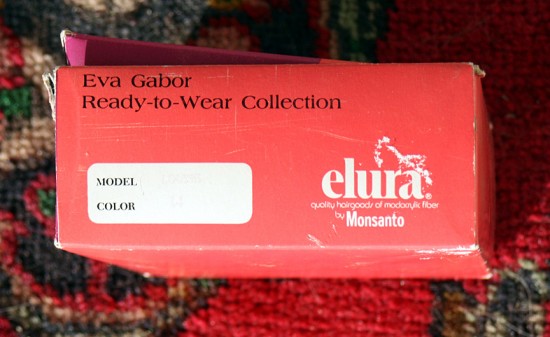 Eva Gabor
Ready-to-Wear Collection
MODEL
COLOR
elura®
quality hairgoods of modacrylic fiber
by Monsanto